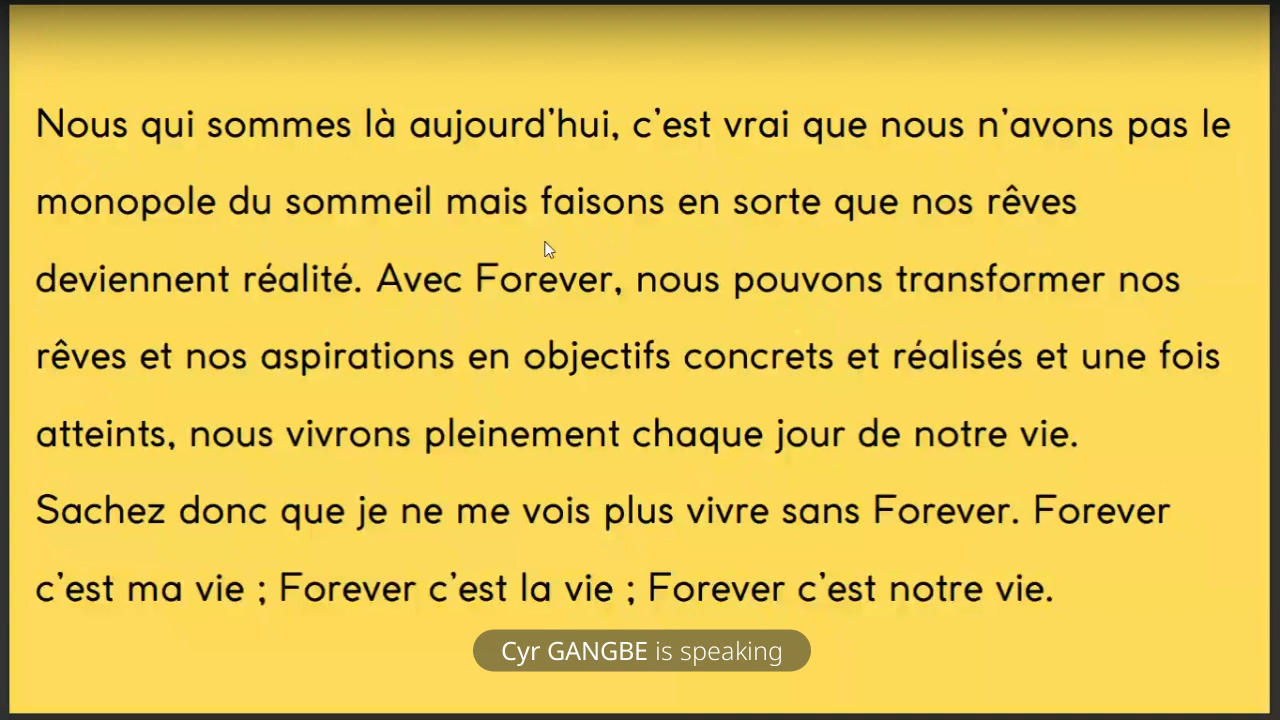 Nous qui sommes là aujourd’hui, c’est vrai que nous n’avons pas le
monopole du sommeil mais faisons en sorte que nos rêves
deviennent réalité. Avec Forever, nous pouvons transformer nos
rêves et nos aspirations en objectifs concrets et réalisés et une fois
atteints, nous vivrons pleinement chaque jour de notre vie.
Sachez donc que je ne me vois plus vivre sans Forever. Forever
c’est ma vie ; Forever c’est la vie ; Forever c’est notre vie.
Cyr GANGBE is speaking